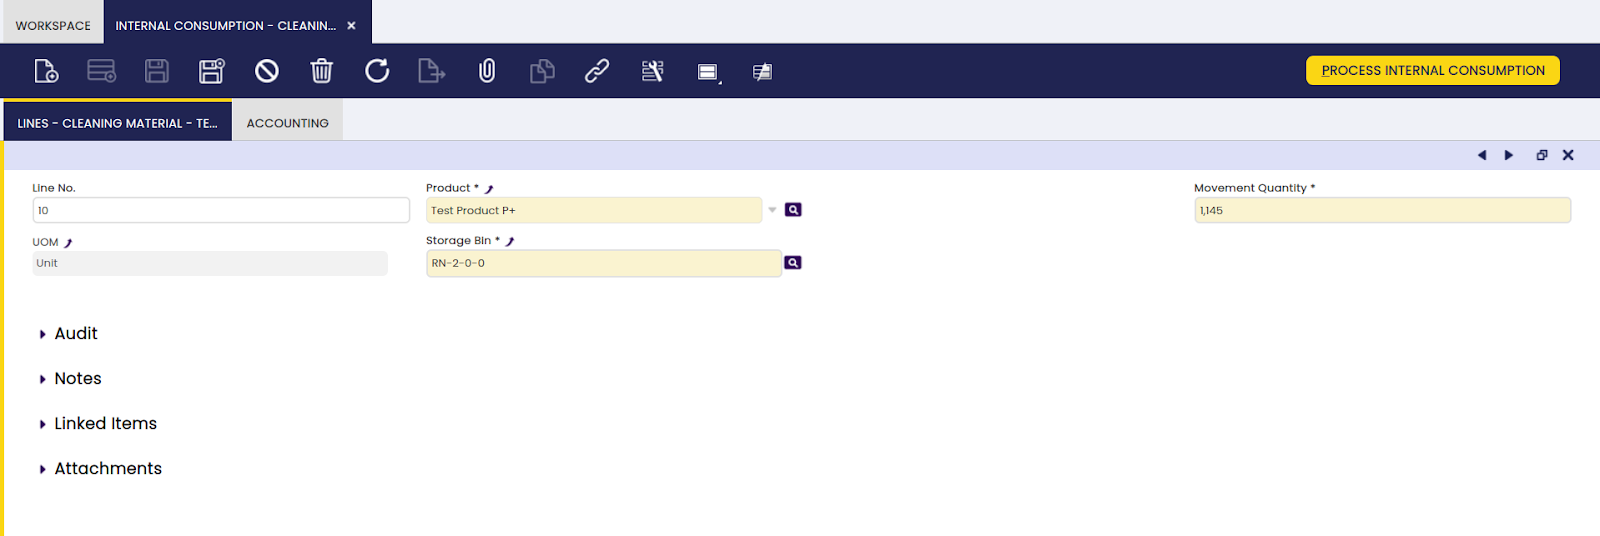 WORKSPACE
INTERNAL CONSUMPTION - CLEANIN...
PROCESS INTERNAL CONSUMPTION
LINES - CLEANING MATERIAL - TE...
ACCOUNTING
Line No.
Product *
Movement Quantity *
10
Test Product P+
1,145
UOM
Storage Bin *
Unit
RN-2-0-0
Audit
Notes
Linked Items
Attachments